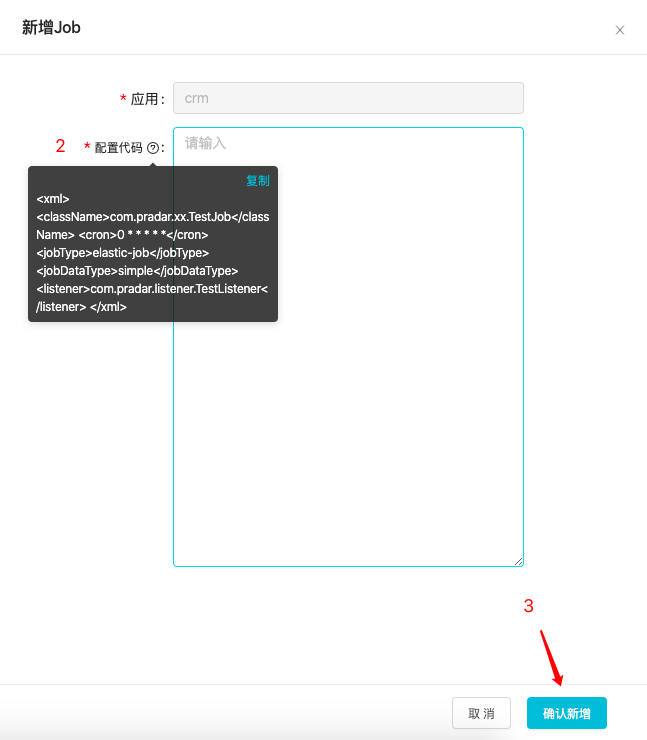 新增Job
* 应用：
crm
2
* 配置代码 ?：
请输入
复制
<xml>
<className>com.pradar.xx.TestJob</class
Name> <cron>0 * * * * *</cron>
<jobType>elastic-job</jobType>
<jobDataType>simple</jobDataType>
<listener>com.pradar.listener.TestListener<
/listener> </xml>
3
取 消
确认新增